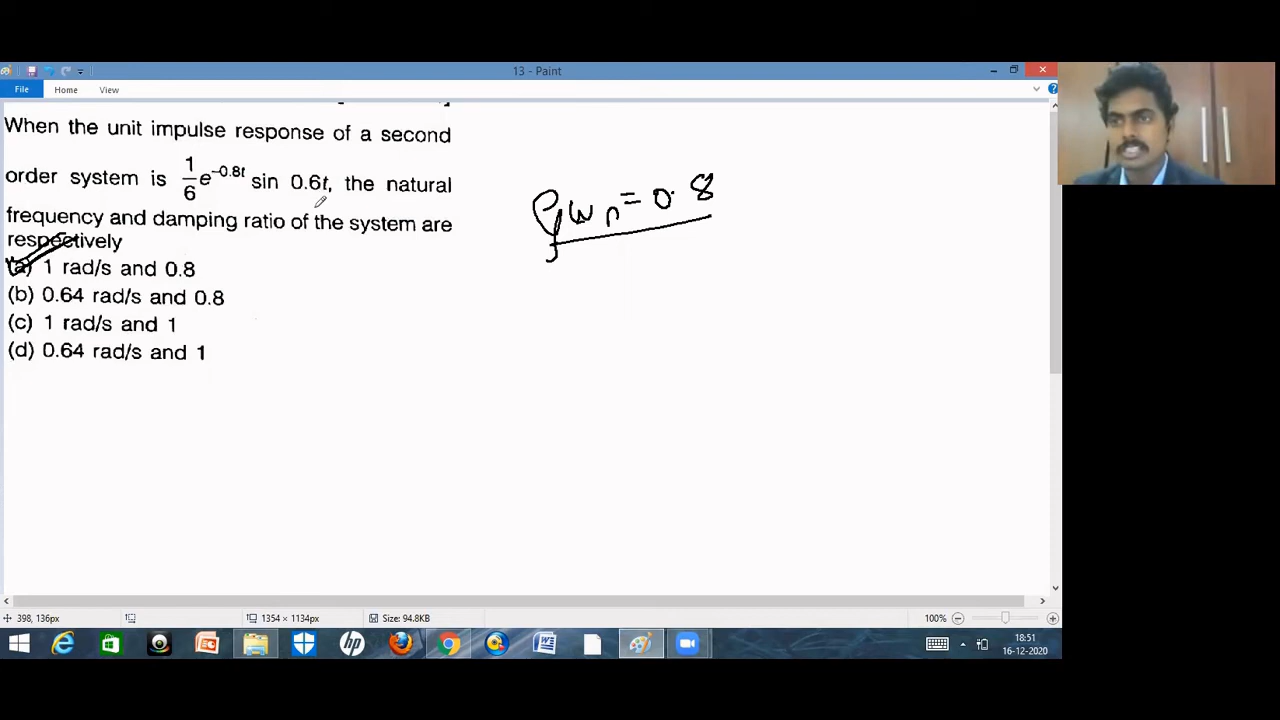 13 - Paint
File Home View
When the unit impulse response of a second
order system is 1/6 e^–0.8t sin 0.6t, the natural
frequency and damping ratio of the system are
respectively
(a) 1 rad/s and 0.8
(b) 0.64 rad/s and 0.8
(c) 1 rad/s and 1
(d) 0.64 rad/s and 1
ζωn = 0.8
398, 136px 1354 × 1134px Size: 94.8KB 100%
18:51
16-12-2020